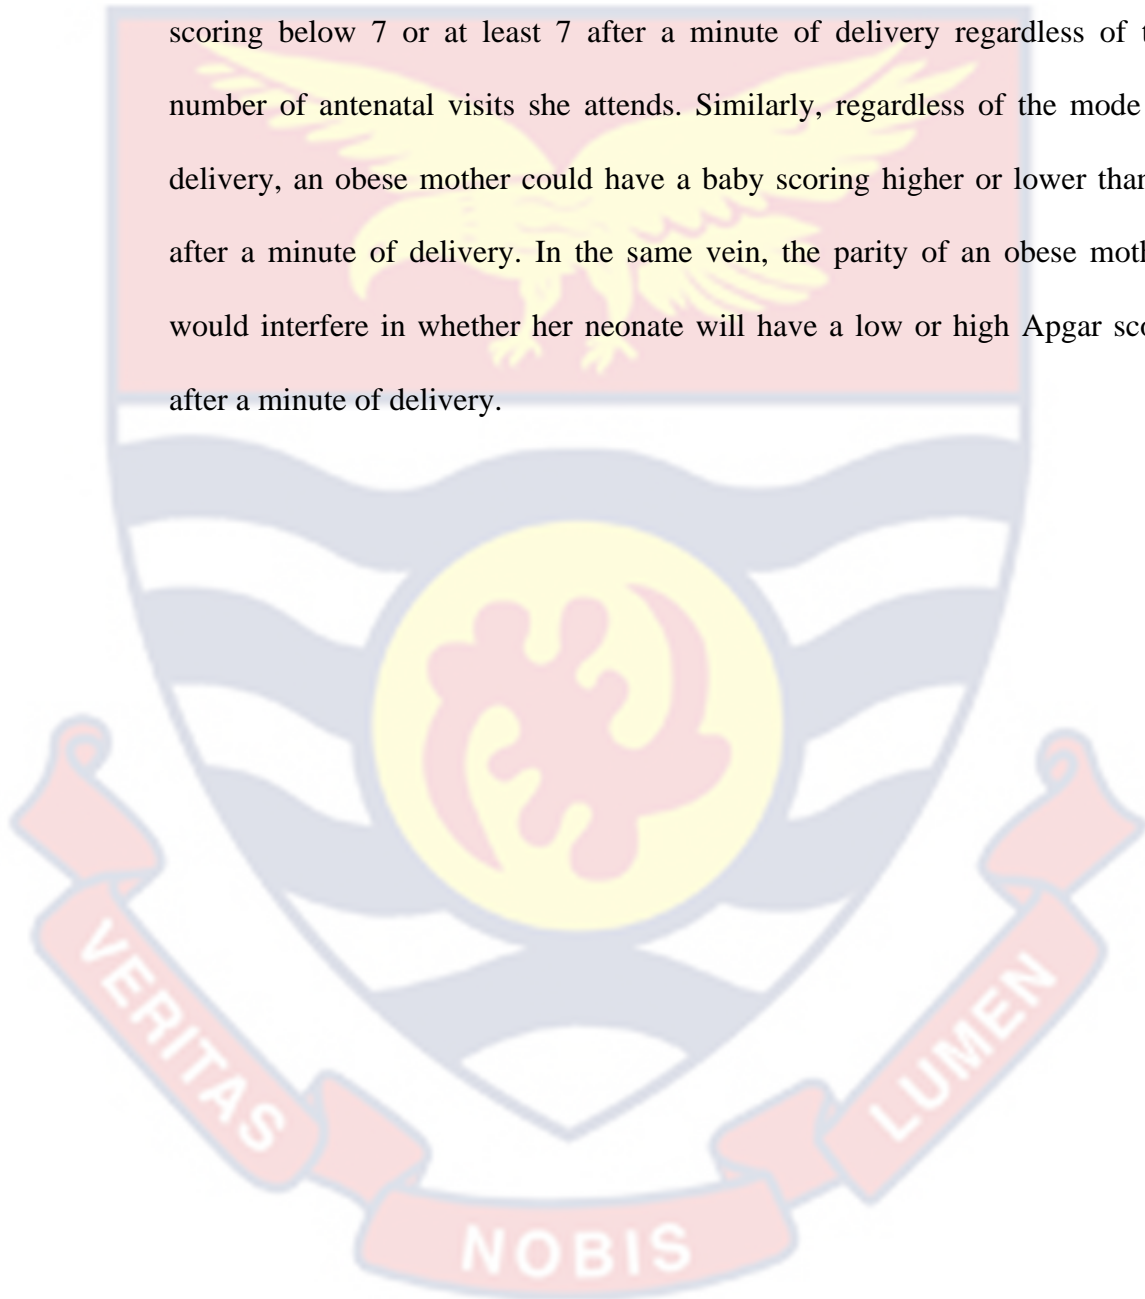 scoring below 7 or at least 7 after a minute of delivery regardless of
number of antenatal visits she attends. Similarly, regardless of the mode
delivery, an obese mother could have a baby scoring higher or lower than
after a minute of delivery. In the same vein, the parity of an obese
would interfere in whether her neonate will have a low or high Apgar
after a minute of delivery.
VERITAS
NOBIS
LUMEN